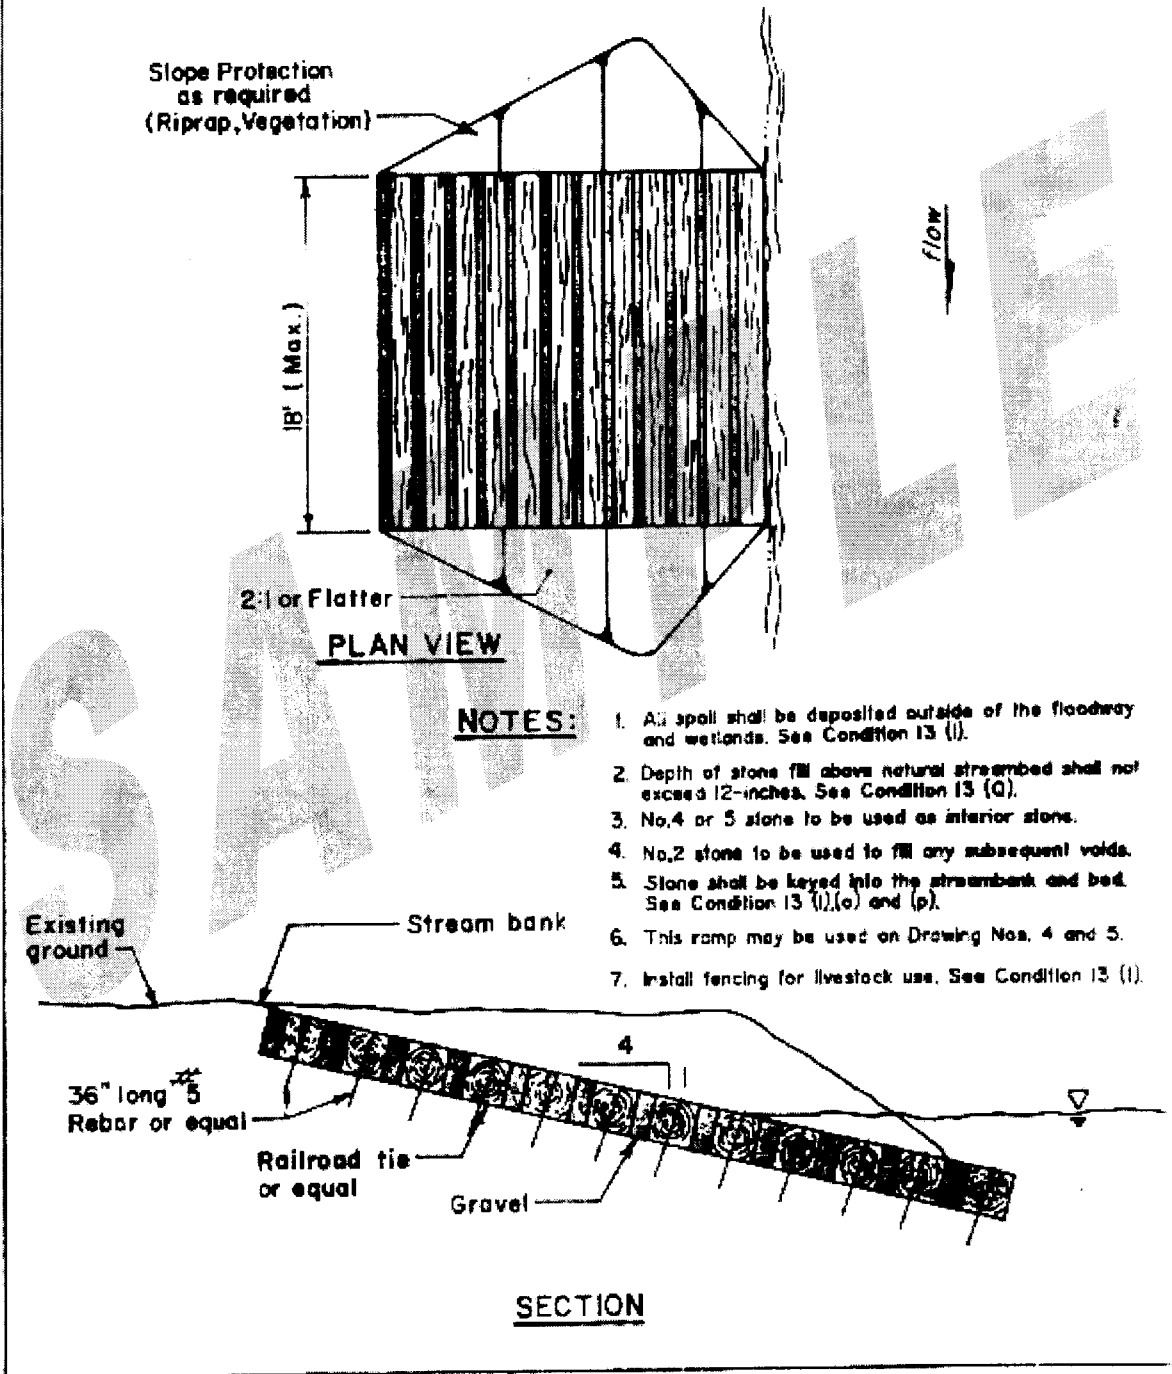 Slope Protection
as required
(Riprap, Vegetation)
flow
18' (Max.)
2:1 or Flatter
PLAN VIEW
SAMPLE
NOTES:
1. All spoil shall be deposited outside of the floodway
and wetlands. See Condition 13 (l).
2. Depth of stone fill above natural streambed shall not
exceed 12-inches. See Condition 13 (Q).
3. No.4 or 5 stone to be used as interior stone.
4. No.2 stone to be used to fill any subsequent voids.
5. Stone shall be keyed into the streambank and bed.
See Condition 13 (l),(o) and (p).
6. This ramp may be used on Drawing Nos. 4 and 5.
7. Install fencing for livestock use. See Condition 13 (l).
Existing
ground
Stream bank
4
1
36" long #5
Rebar or equal
Railroad tie
or equal
Gravel
SECTION